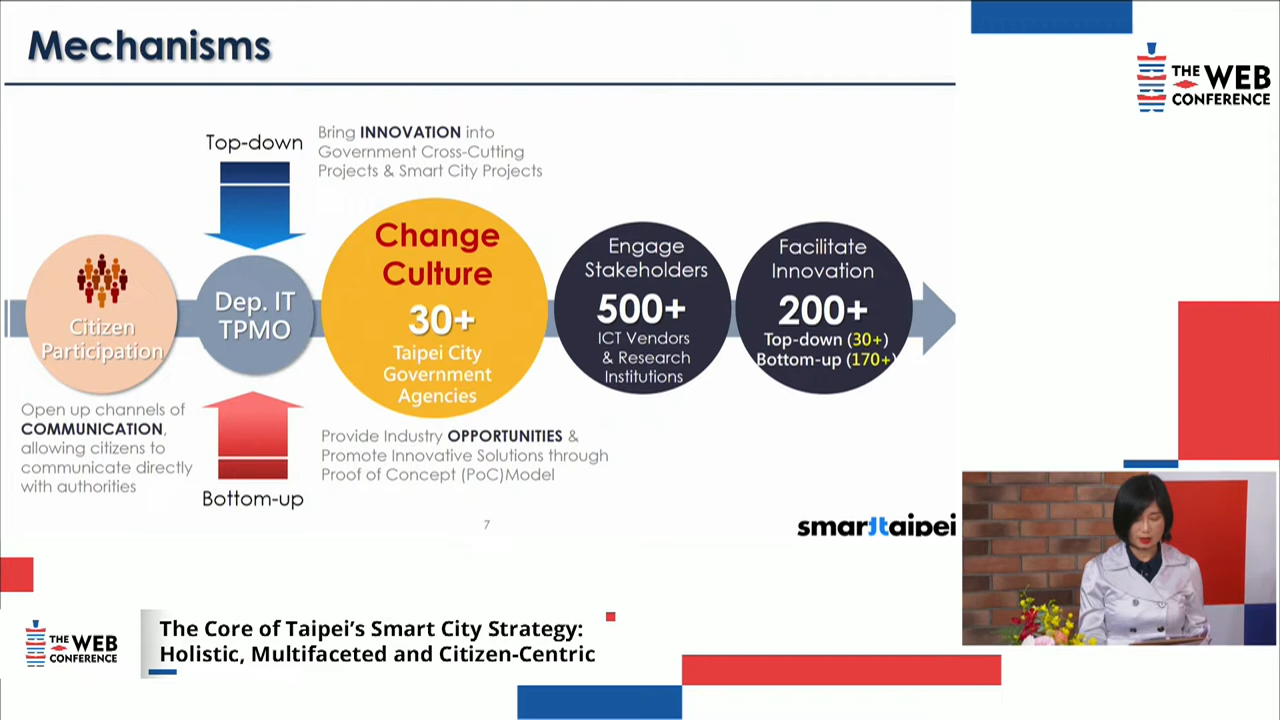 Mechanisms
THE WEB
CONFERENCE
Top-down
Bring INNOVATION into
Government Cross-Cutting
Projects & Smart City Projects
Citizen
Participation
Dep. IT
TPMO
Change
Culture
30+
Taipei City
Government
Agencies
Engage
Stakeholders
500+
ICT Vendors
& Research
Institutions
Facilitate
Innovation
200+
Top-down (30+)
Bottom-up (170+)
Open up channels of
COMMUNICATION,
allowing citizens to
communicate directly
with authorities
Bottom-up
Provide Industry OPPORTUNITIES &
Promote Innovative Solutions through
Proof of Concept (PoC)Model
7
smarttaipei
THE WEB
CONFERENCE
The Core of Taipei’s Smart City Strategy:
Holistic, Multifaceted and Citizen-Centric